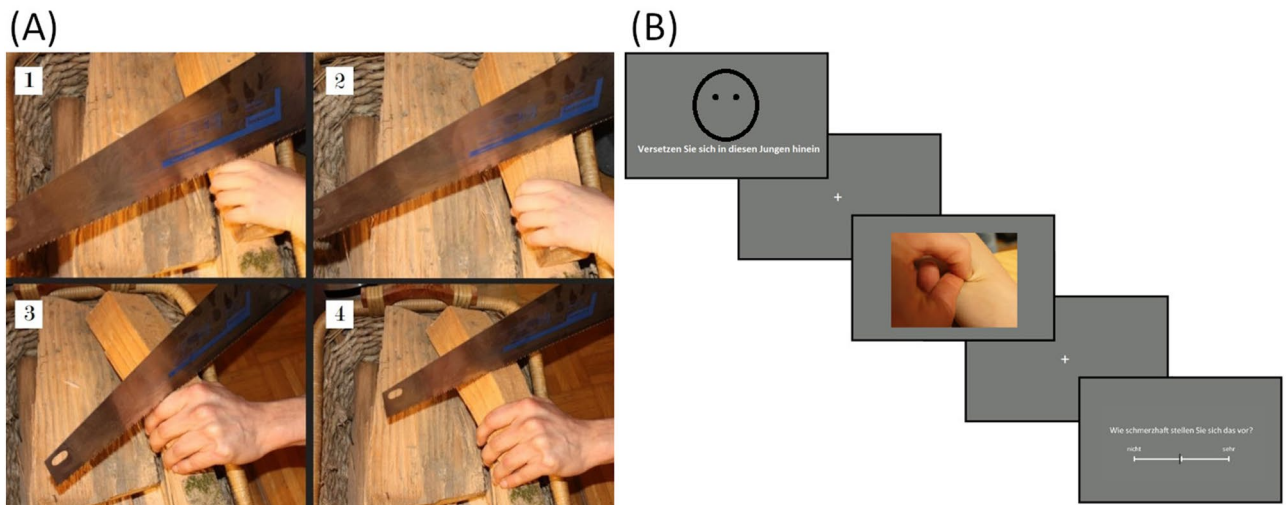 (A)
(B)
1
2
3
4
Versetzen Sie sich in diesen Jungen hinein
Wie schmerzhaft stellen Sie sich das vor?
nicht sehr